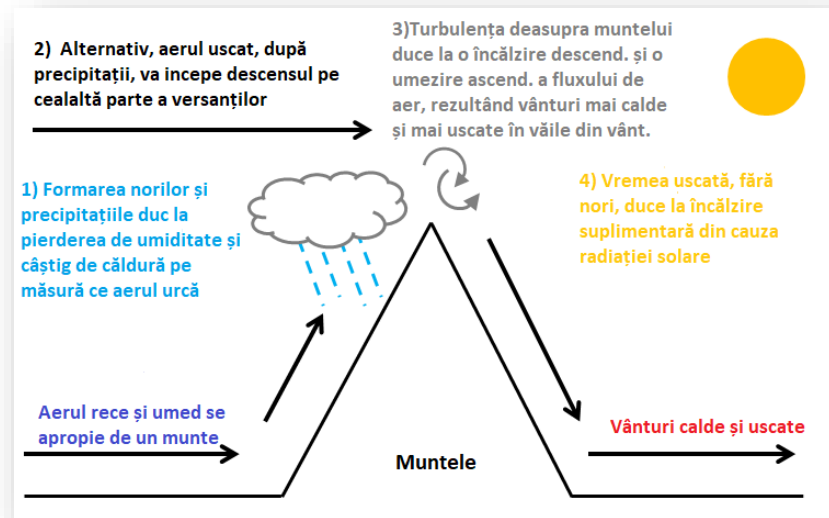 2) Alternativ, aerul uscat, după
precipitații, va incepe descensul pe
cealaltă parte a versanților
3)Turbulența deasupra muntelui
duce la o încălzire descend. și o
umezire ascend. a fluxului de
aer, rezultând vânturi mai calde
și mai uscate în văile din vânt.
1) Formarea norilor și
precipitațiile duc la
pierderea de umiditate și
câștig de căldură pe
măsură ce aerul urcă
4) Vremea uscată, fără
nori, duce la încălzire
suplimentară din cauza
radiației solare
Aerul rece și umed se
apropie de un munte
Vânturi calde și uscate
Muntele